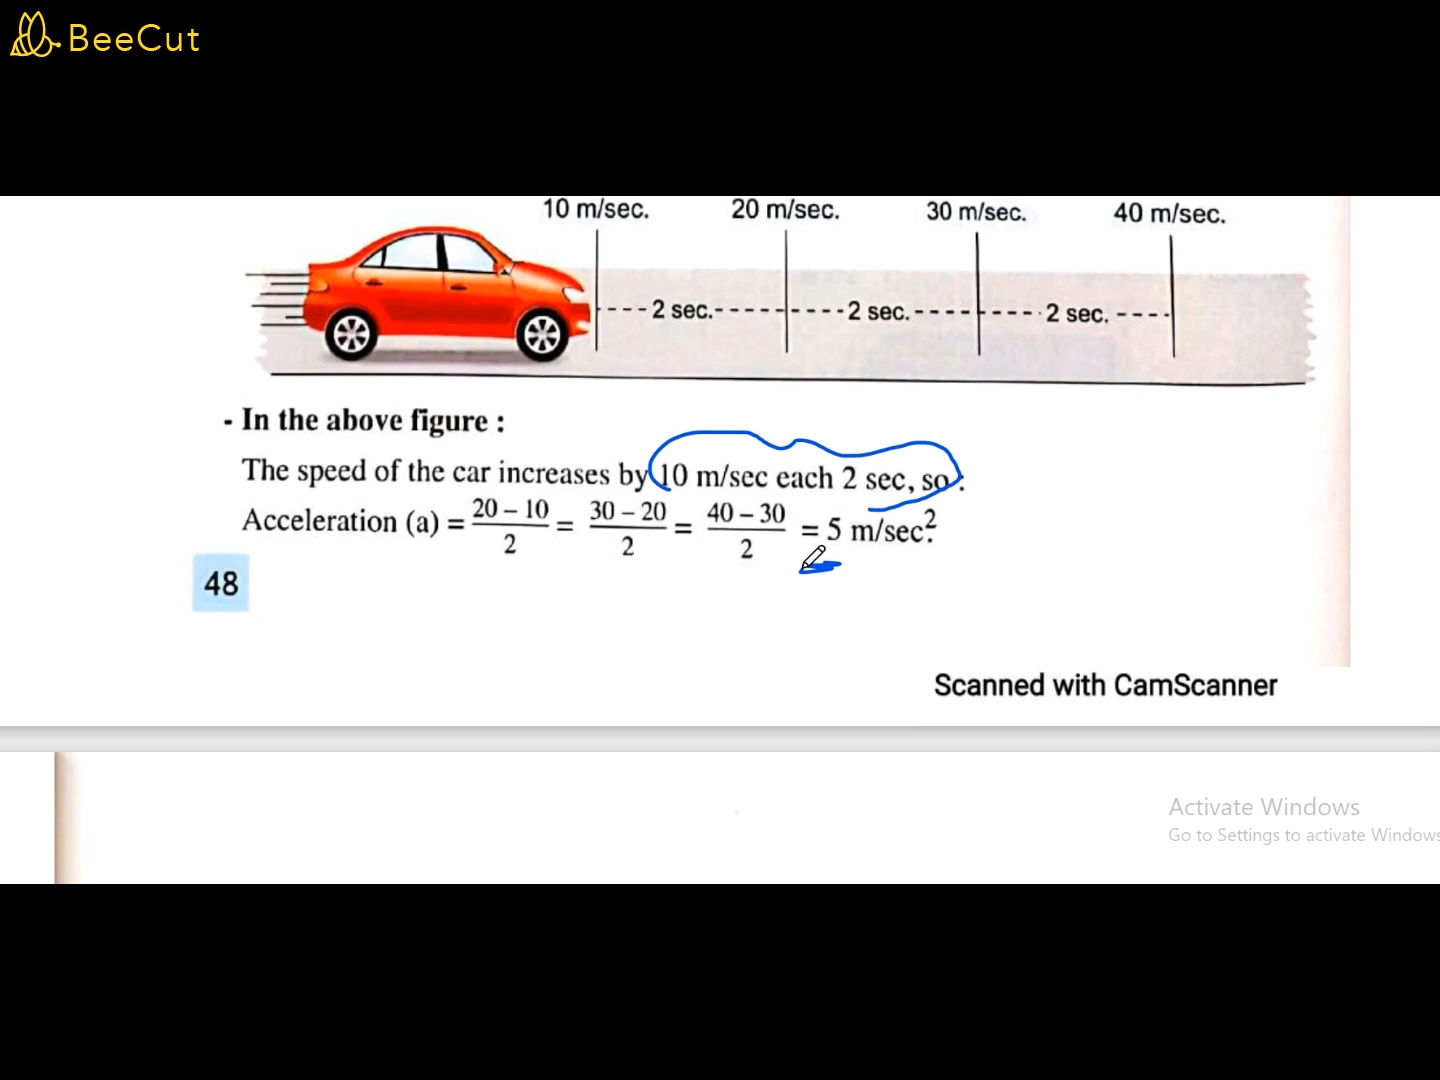 BeeCut
10 m/sec. 20 m/sec. 30 m/sec. 40 m/sec.
2 sec. 2 sec. 2 sec.
- In the above figure :
The speed of the car increases by 10 m/sec each 2 sec, so :
Acceleration (a) = 20 – 10 / 2 = 30 – 20 / 2 = 40 – 30 / 2 = 5 m/sec².
48
Scanned with CamScanner
Activate Windows
Go to Settings to activate Windows